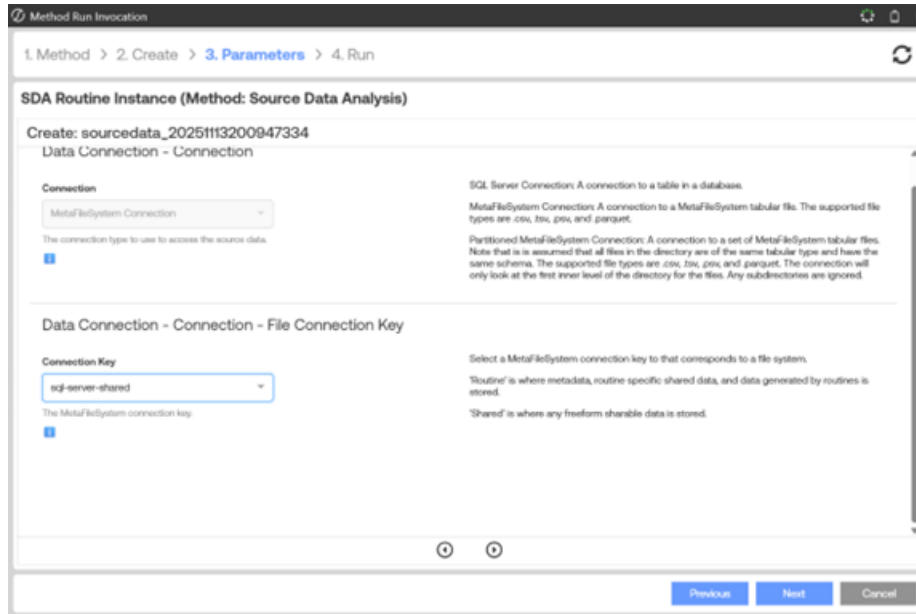 Method Run Invocation
1. Method > 2. Create > 3. Parameters > 4. Run
SDA Routine Instance (Method: Source Data Analysis)
Create: sourcedata_20251113200947334
Data Connection - Connection
Connection
MetaFileSystem Connection
The connection type to use to access the source data.
SQL Server Connection: A connection to a table in a database.
MetaFileSystem Connection: A connection to a MetaFileSystem tabular file. The supported file
types are .csv, .tsv, .psv, and .parquet.
Partitioned MetaFileSystem Connection: A connection to a set of MetaFileSystem tabular files.
Note that is is assumed that all files in the directory are of the same tabular type and have the
same schema. The supported file types are .csv, .tsv, .psv, and .parquet. The connection will
only look at the first inner level of the directory for the files. Any subdirectories are ignored.
Data Connection - Connection - File Connection Key
Connection Key
sql-server-shared
The MetaFileSystem connection key.
Select a MetaFileSystem connection key to that corresponds to a file system.
'Routine' is where metadata, routine specific shared data, and data generated by routines is
stored.
'Shared' is where any freeform sharable data is stored.
Previous
Next
Cancel